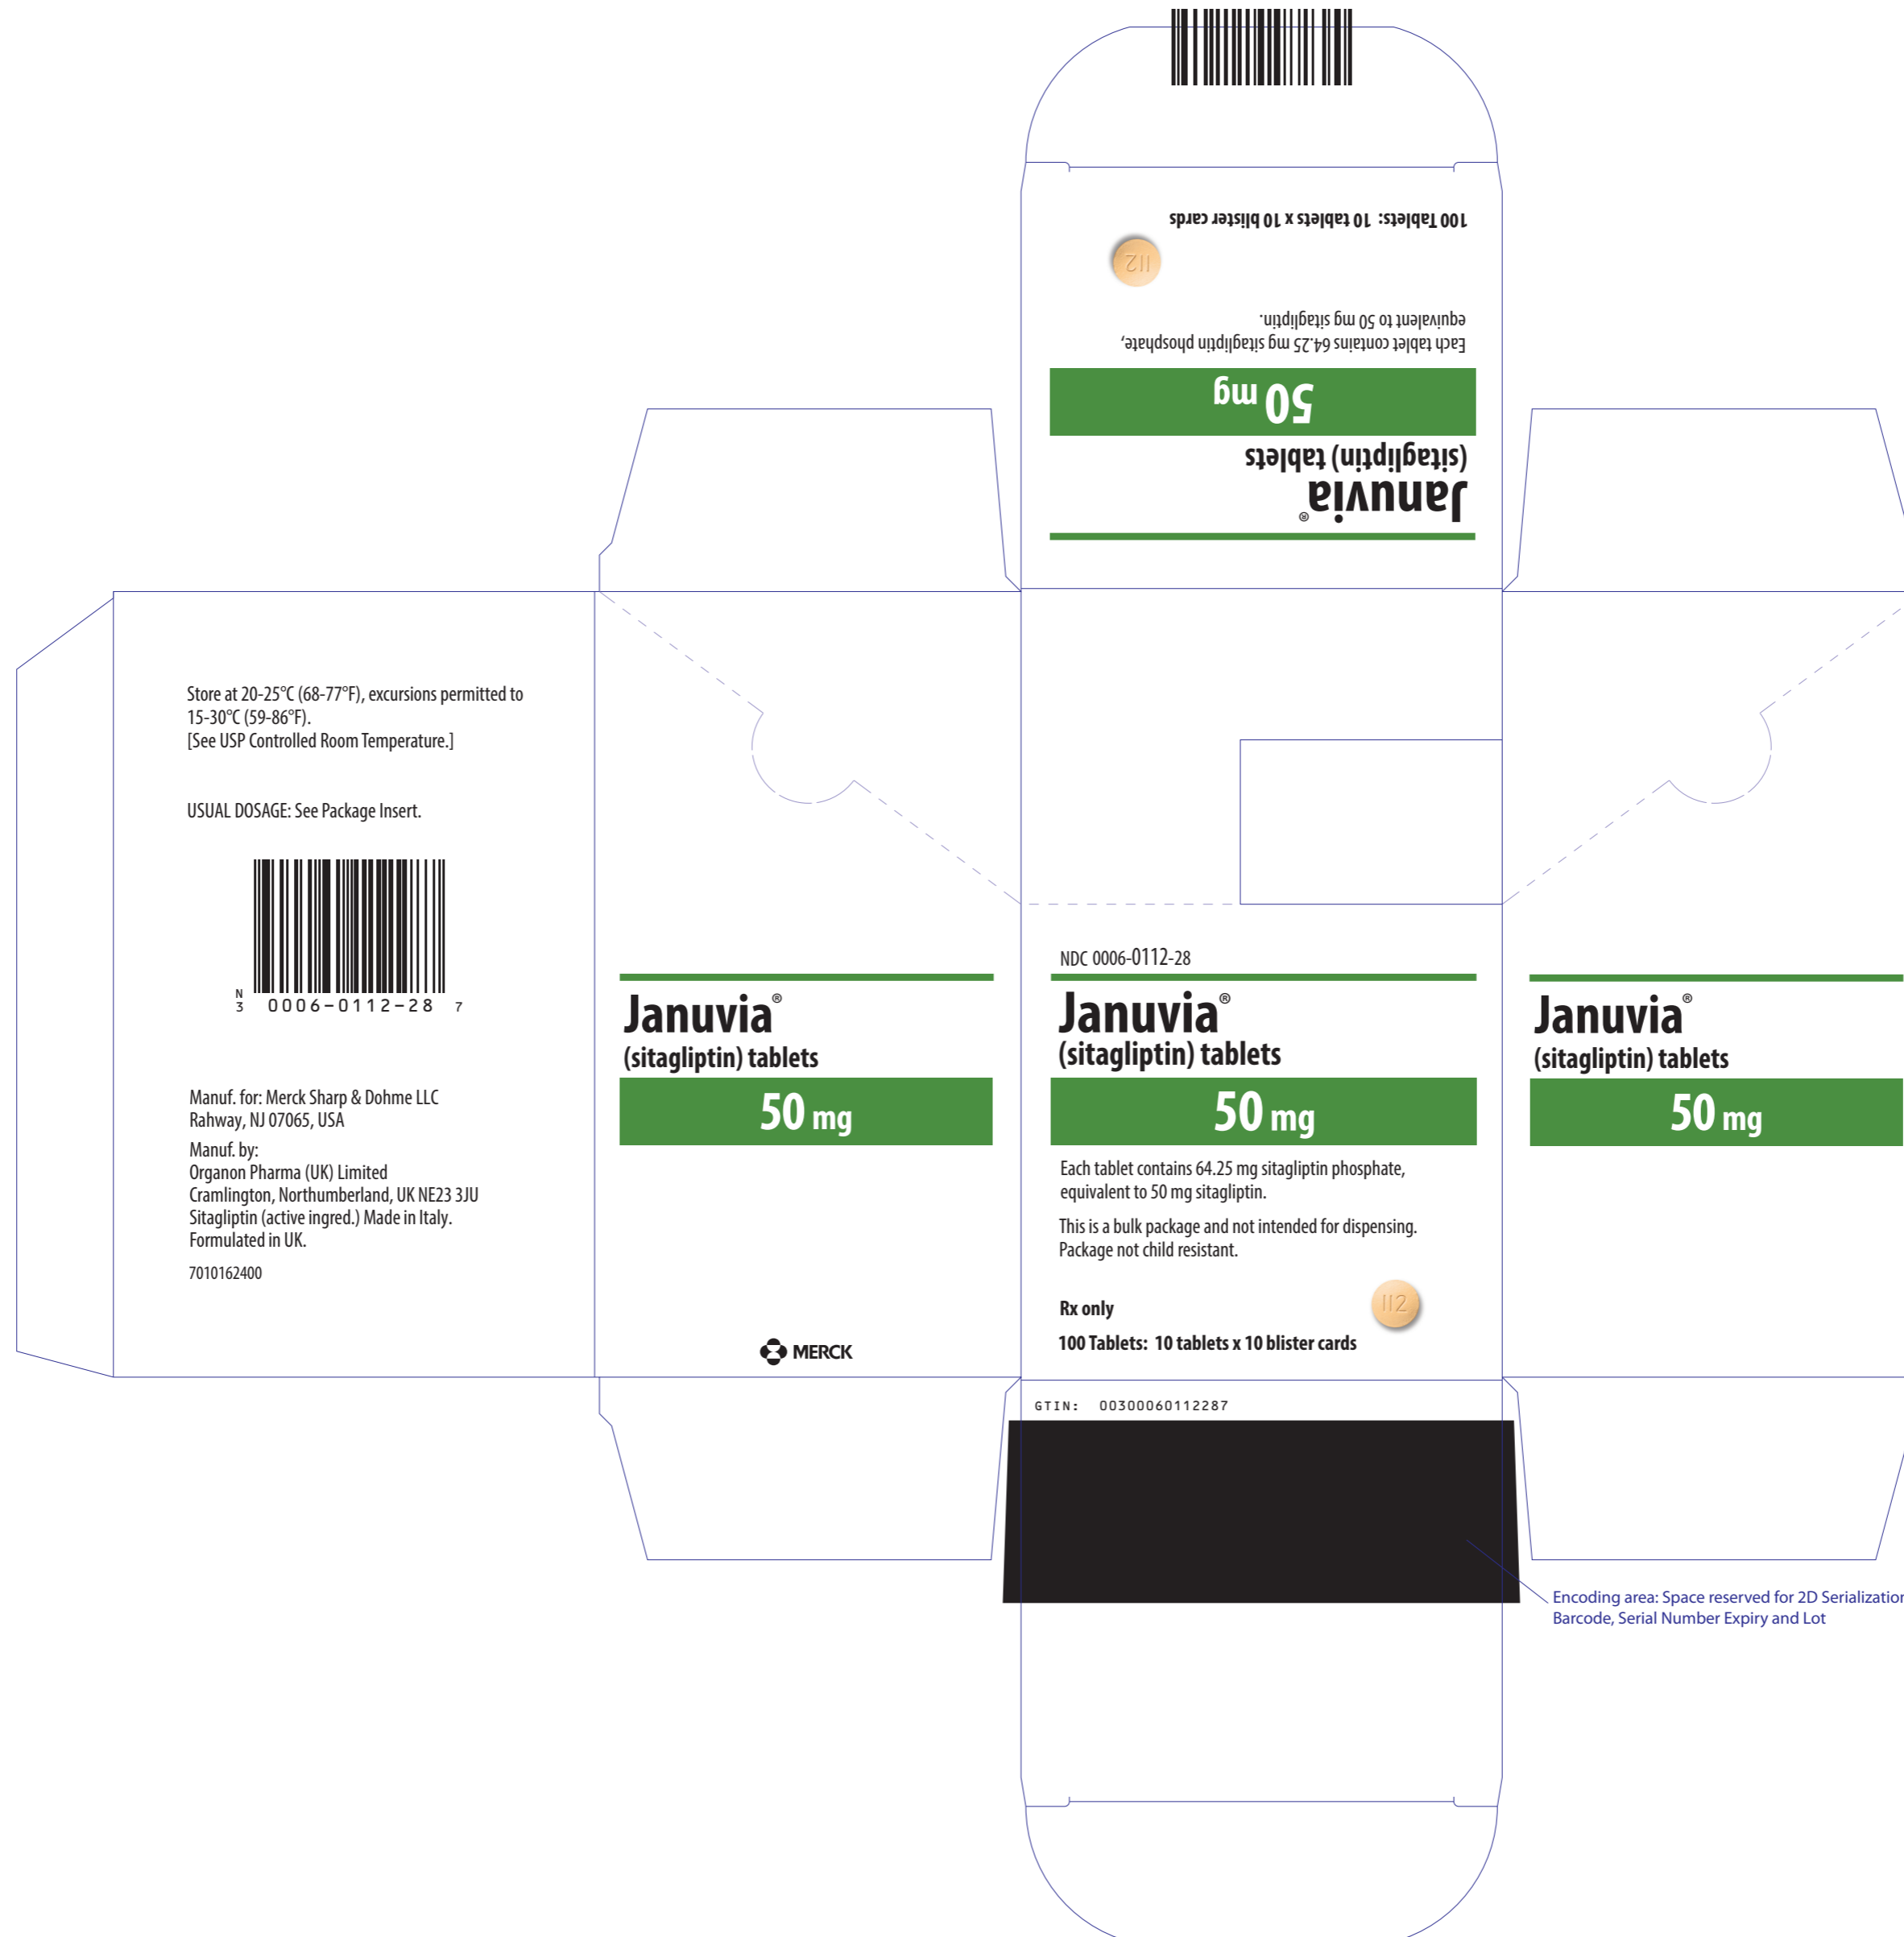 100 Tablets:  10 tablets x 10 blister cards
112
Each tablet contains 64.25 mg sitagliptin phosphate,
equivalent to 50 mg sitagliptin.
50 mg
(sitagliptin) tablets
Januvia®
Store at 20-25°C (68-77°F), excursions permitted to
15-30°C (59-86°F).
[See USP Controlled Room Temperature.]
USUAL DOSAGE: See Package Insert.
N
3 0006-0112-28 7
Manuf. for: Merck Sharp & Dohme LLC
Rahway, NJ 07065, USA
Manuf. by:
Organon Pharma (UK) Limited
Cramlington, Northumberland, UK NE23 3JU
Sitagliptin (active ingred.) Made in Italy.
Formulated in UK.
7010162400
Januvia®
(sitagliptin) tablets
50 mg
MERCK
NDC 0006-0112-28
Januvia®
(sitagliptin) tablets
50 mg
Each tablet contains 64.25 mg sitagliptin phosphate,
equivalent to 50 mg sitagliptin.
This is a bulk package and not intended for dispensing.
Package not child resistant.
Rx only
112
100 Tablets:  10 tablets x 10 blister cards
GTIN: 00300060112287
Januvia®
(sitagliptin) tablets
50 mg
Encoding area: Space reserved for 2D Serialization
Barcode, Serial Number Expiry and Lot